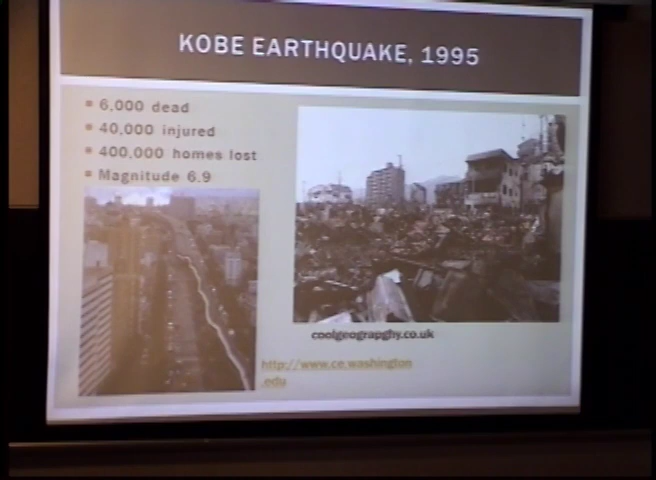 KOBE EARTHQUAKE, 1995
6,000 dead
40,000 injured
400,000 homes lost
Magnitude 6.9
coolgeograpghy.co.uk
http://www.ce.washington
.edu